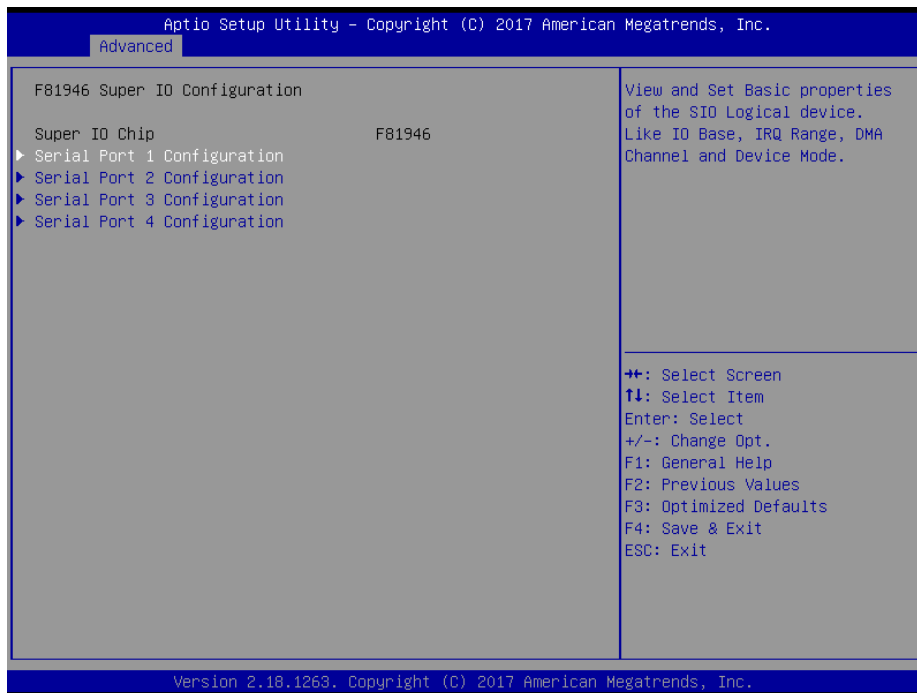 Aptio Setup Utility – Copyright (C) 2017 American Megatrends, Inc.
Advanced
F81946 Super IO Configuration
Super IO Chip F81946
▶ Serial Port 1 Configuration
▶ Serial Port 2 Configuration
▶ Serial Port 3 Configuration
▶ Serial Port 4 Configuration
View and Set Basic properties
of the SIO Logical device.
Like IO Base, IRQ Range, DMA
Channel and Device Mode.
→←: Select Screen
↑↓: Select Item
Enter: Select
+/-: Change Opt.
F1: General Help
F2: Previous Values
F3: Optimized Defaults
F4: Save & Exit
ESC: Exit
Version 2.18.1263. Copyright (C) 2017 American Megatrends, Inc.